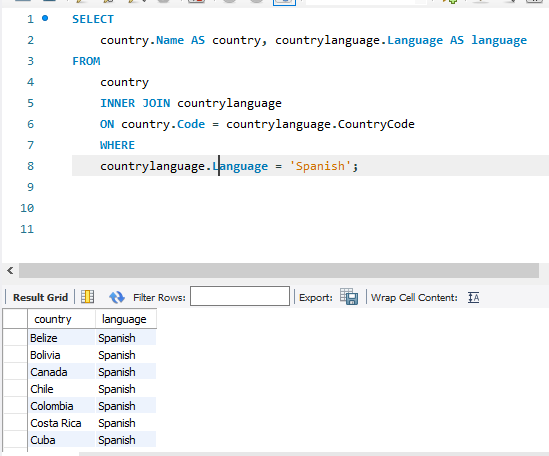 1 SELECT
2 country.Name AS country, countrylanguage.Language AS language
3 FROM
4 country
5 INNER JOIN countrylanguage
6 ON country.Code = countrylanguage.CountryCode
7 WHERE
8 countrylanguage.Language = 'Spanish';
9
10
11
Result Grid Filter Rows: Export: Wrap Cell Content: IA
country language
Belize Spanish
Bolivia Spanish
Canada Spanish
Chile Spanish
Colombia Spanish
Costa Rica Spanish
Cuba Spanish